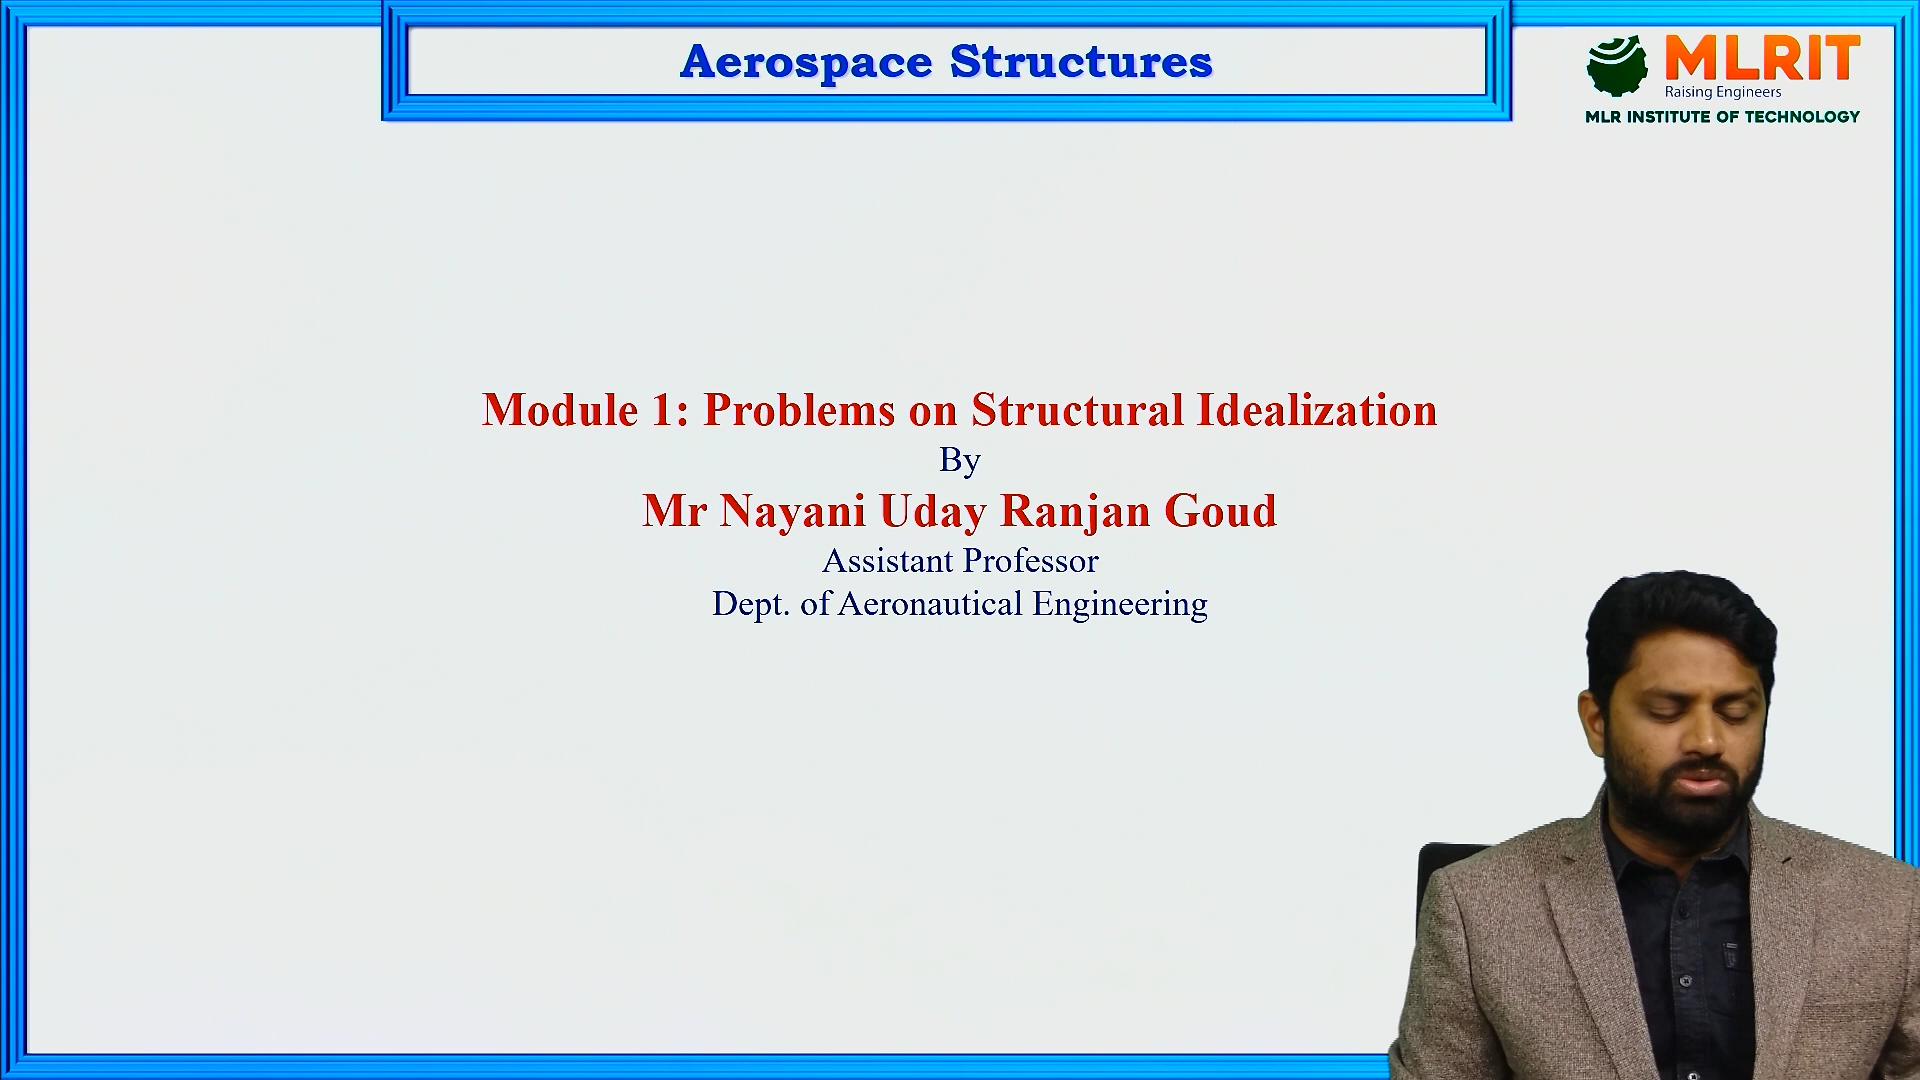 Aerospace Structures
MLRIT
Raising Engineers
MLR INSTITUTE OF TECHNOLOGY
Module 1: Problems on Structural Idealization
By
Mr Nayani Uday Ranjan Goud
Assistant Professor
Dept. of Aeronautical Engineering